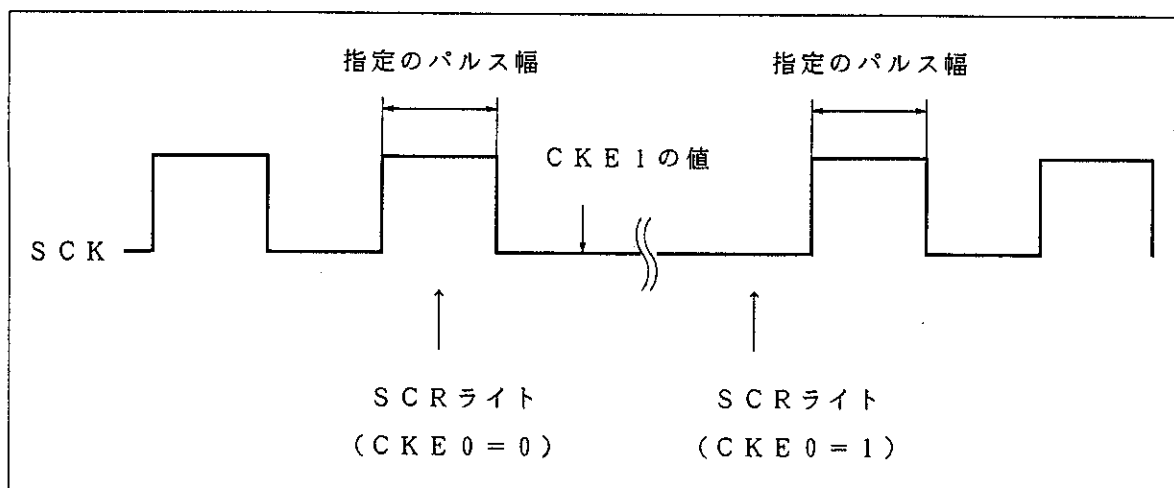 指定のパルス幅
指定のパルス幅
CKE1の値
SCK
SCRライト
(CKE0=0)
SCRライト
(CKE0=1)